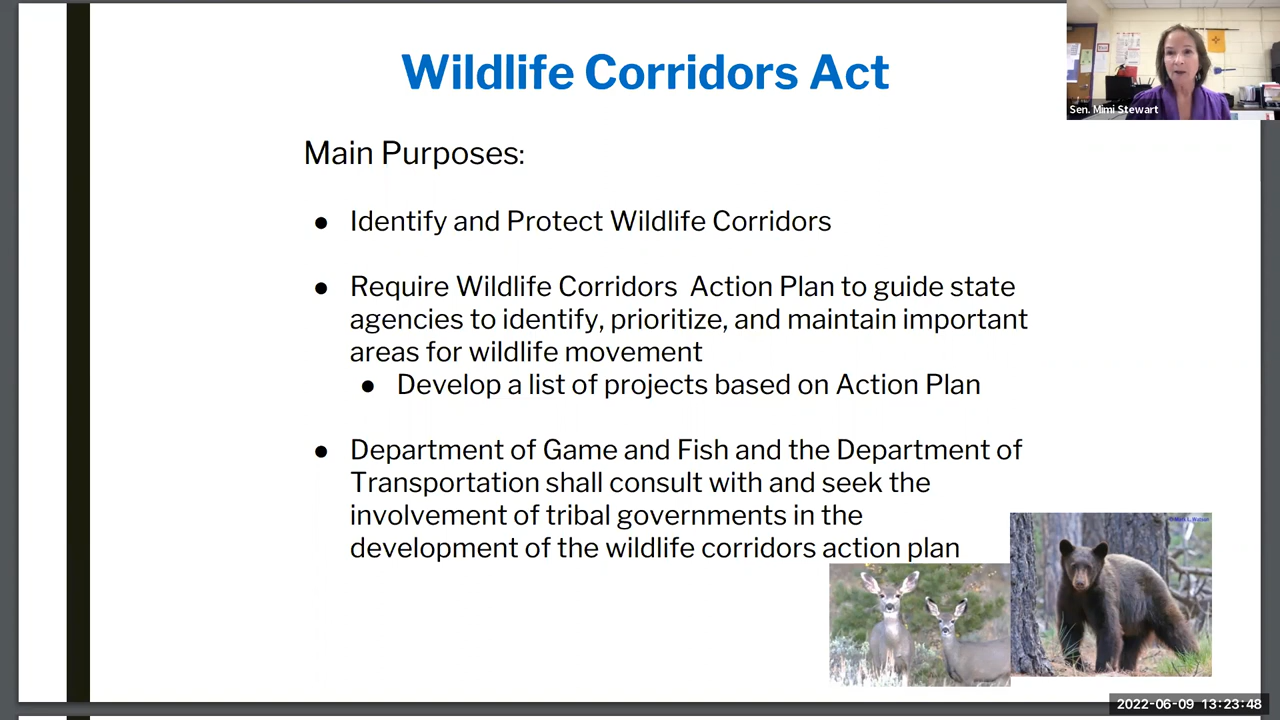 Wildlife Corridors Act
Sen. Mimi Stewart
Main Purposes:
● Identify and Protect Wildlife Corridors
● Require Wildlife Corridors  Action Plan to guide state
agencies to identify, prioritize, and maintain important
areas for wildlife movement
● Develop a list of projects based on Action Plan
● Department of Game and Fish and the Department of
Transportation shall consult with and seek the
involvement of tribal governments in the
development of the wildlife corridors action plan
© Mark L. Watson
2022-06-09 13:23:48